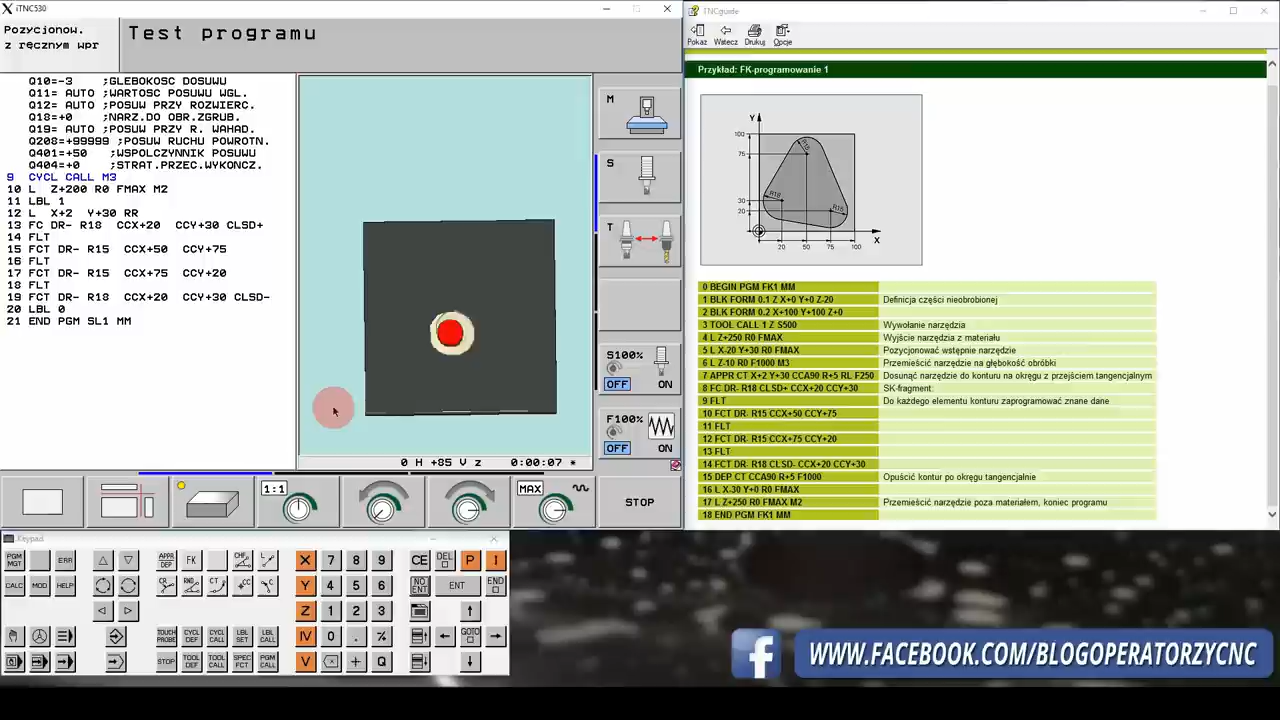 iTNC530
Pozycjonow.
z ręcznym wpr
Test programu
Q10=-3 ;GLEBOKOSC DOSUWU
Q11= AUTO ;WARTOSC POSUWU WGL.
Q12= AUTO ;POSUW PRZY ROZWIERC.
Q18=+0 ;NARZ.DO OBR.ZGRUB.
Q19= AUTO ;POSUW PRZY R. WAHAD.
Q208=+99999 ;POSUW RUCHU POWROTN.
Q401=+50 ;WSPOLCZYNNIK POSUWU
Q404=+0 ;STRAT.PRZEC.WYKONCZ.
9 CYCL CALL M3
10 L Z+200 R0 FMAX M2
11 LBL 1
12 L X+2 Y+30 RR
13 FC DR- R18 CCX+20 CCY+30 CLSD+
14 FLT
15 FCT DR- R15 CCX+50 CCY+75
16 FLT
17 FCT DR- R15 CCX+75 CCY+20
18 FLT
19 FCT DR- R18 CCX+20 CCY+30 CLSD-
20 LBL 0
21 END PGM SL1 MM
0 H +85 V z 0:00:07 *
M
S
T
S100%
OFF ON
F100%
OFF ON
1:1
MAX
STOP
TNCguide
Pokaż Wstecz Drukuj Opcje
Przykład: FK-programowanie 1
Y
100
75
30
20
R15
R18
R15
20 50 75 100
X
0 BEGIN PGM FK1 MM
1 BLK FORM 0.1 Z X+0 Y+0 Z-20 Definicja części nieobrobionej
2 BLK FORM 0.2 X+100 Y+100 Z+0
3 TOOL CALL 1 Z S500 Wywołanie narzędzia
4 L Z+250 R0 FMAX Wyjście narzędzia z materiału
5 L X-20 Y+30 R0 FMAX Pozycjonować wstępnie narzędzie
6 L Z-10 R0 F1000 M3 Przemieścić narzędzie na głębokość obróbki
7 APPR CT X+2 Y+30 CCA90 R+5 RL F250 Dosunąć narzędzie do konturu na okręgu z przejściem tangencjalnym
8 FC DR- R18 CLSD+ CCX+20 CCY+30 SK-fragment:
9 FLT Do każdego elementu konturu zaprogramować znane dane
10 FCT DR- R15 CCX+50 CCY+75
11 FLT
12 FCT DR- R15 CCX+75 CCY+20
13 FLT
14 FCT DR- R18 CLSD- CCX+20 CCY+30
15 DEP CT CCA90 R+5 F1000 Opuścić kontur po okręgu tangencjalnie
16 L X-30 Y+0 R0 FMAX
17 L Z+250 R0 FMAX M2 Przemieścić narzędzie poza materiałem, koniec programu
18 END PGM FK1 MM
Keypad
PGM MGT ERR APPR DEP FK CHF L X 7 8 9 CE DEL P I
CALC MOD HELP CR RND CT CC C Y 4 5 6 NO ENT ENT END
Z 1 2 3
TOUCH PROBE CYCL DEF CYCL CALL LBL SET LBL CALL IV 0 . % GOTO
STOP TOOL DEF TOOL CALL SPEC FCT PGM CALL V + Q
f WWW.FACEBOOK.COM/BLOGOPERATORZYCNC